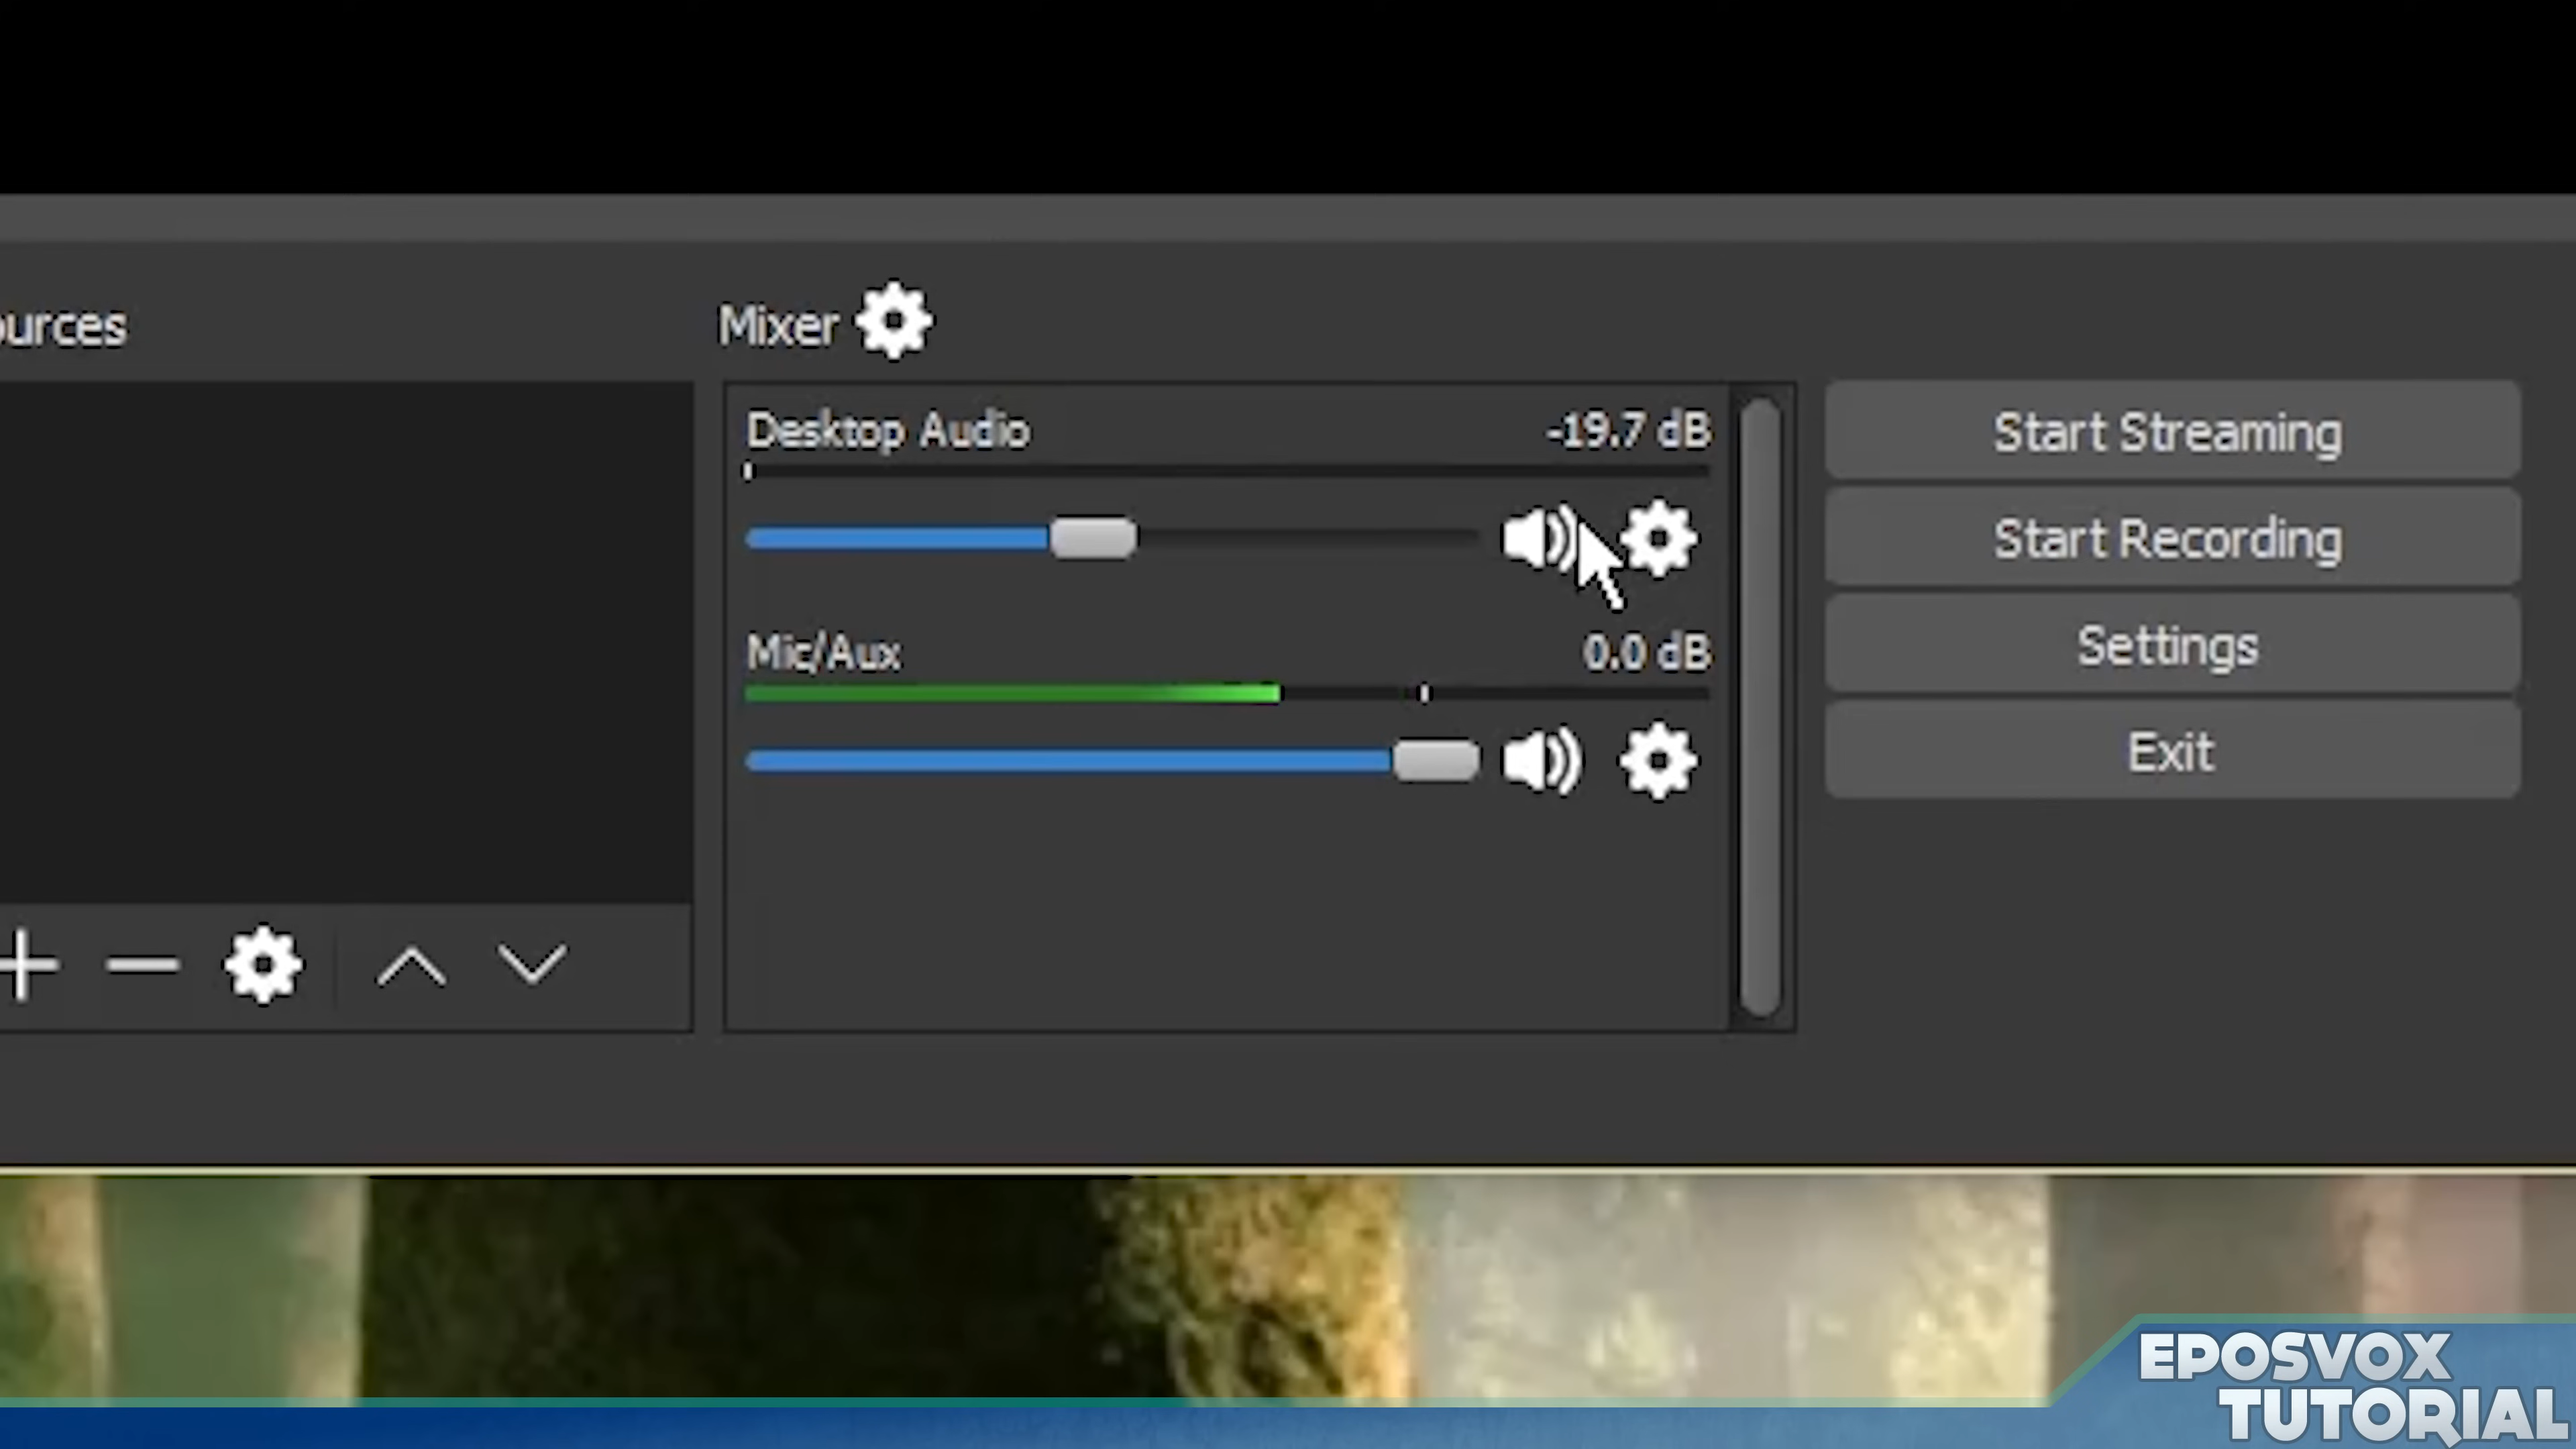 ources
Mixer
Desktop Audio -19.7 dB
Mic/Aux 0.0 dB
Start Streaming
Start Recording
Settings
Exit
EPOSVOX
TUTORIAL